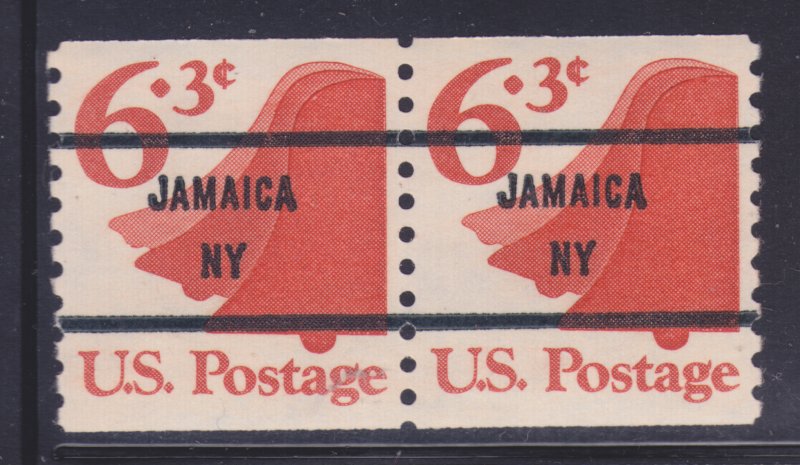 6·3¢
JAMAICA
NY
U.S. Postage
6·3¢
JAMAICA
NY
U.S. Postage